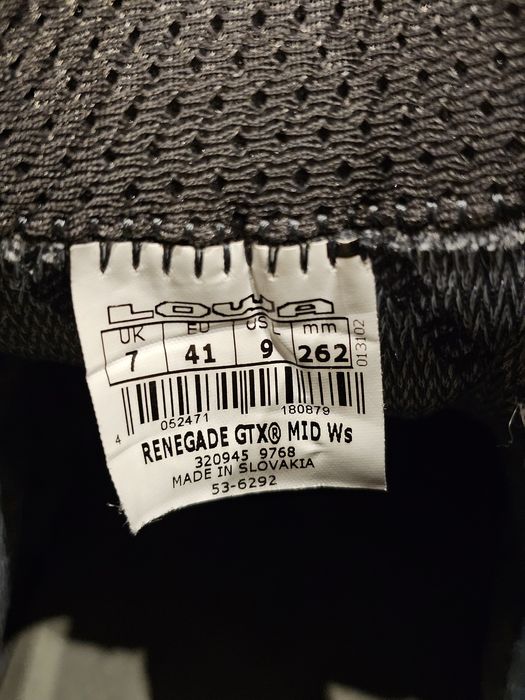 LOWA
UK EU US L mm
7 41 9 262
013102
4 052471 180879
RENEGADE GTX® MID Ws
320945 9768
MADE IN SLOVAKIA
53-6292